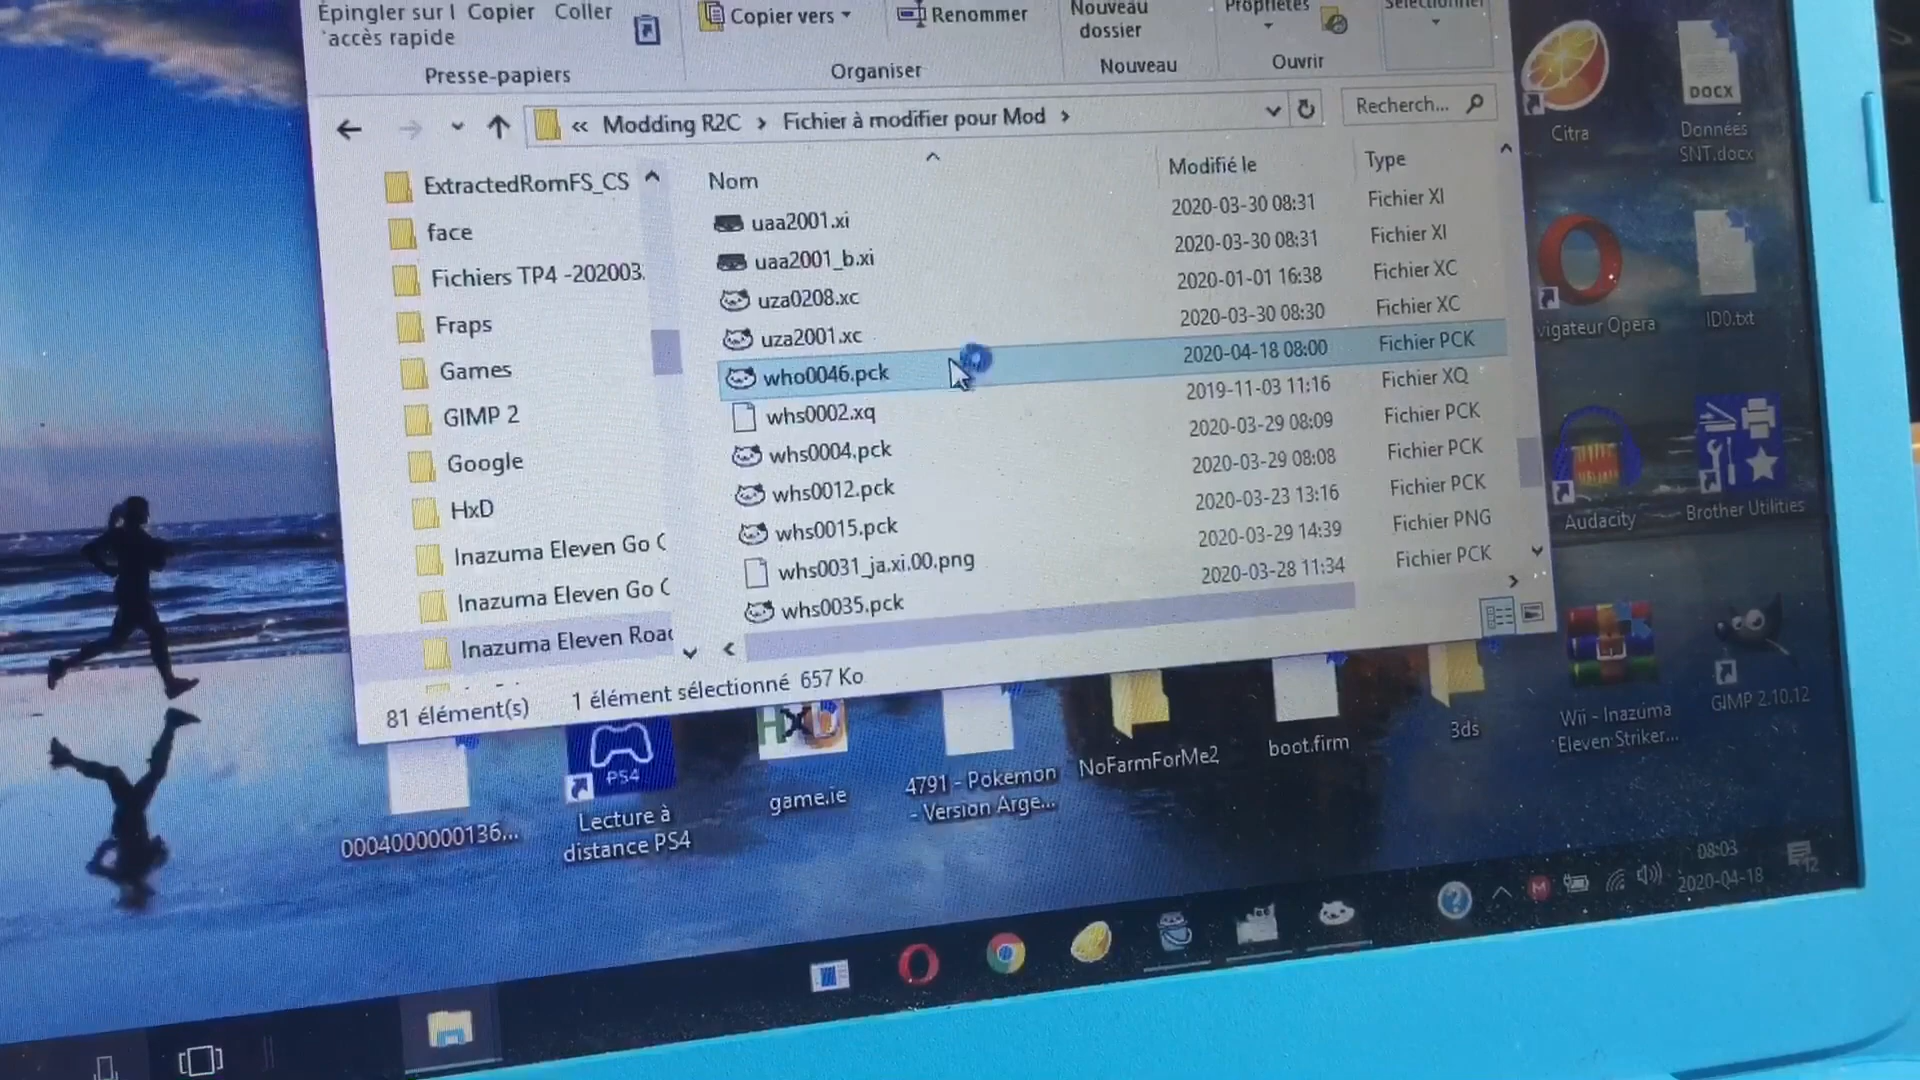 Épingler sur l
'accès rapide
Copier
Coller
Presse-papiers
Copier vers
Renommer
Organiser
Nouveau
dossier
Nouveau
Propriétés
Ouvrir
Sélectionner
« Modding R2C > Fichier à modifier pour Mod >
Recherch...
ExtractedRomFS_CS
face
Fichiers TP4 -202003
Fraps
Games
GIMP 2
Google
HxD
Inazuma Eleven Go C
Inazuma Eleven Go C
Inazuma Eleven Road
Nom Modifié le Type
uaa2001.xi 2020-03-30 08:31 Fichier XI
uaa2001_b.xi 2020-03-30 08:31 Fichier XI
uza0208.xc 2020-01-01 16:38 Fichier XC
uza2001.xc 2020-03-30 08:30 Fichier XC
who0046.pck 2020-04-18 08:00 Fichier PCK
whs0002.xq 2019-11-03 11:16 Fichier XQ
whs0004.pck 2020-03-29 08:09 Fichier PCK
whs0012.pck 2020-03-29 08:08 Fichier PCK
whs0015.pck 2020-03-23 13:16 Fichier PCK
whs0031_ja.xi.00.png 2020-03-29 14:39 Fichier PNG
whs0035.pck 2020-03-28 11:34 Fichier PCK
81 élément(s) 1 élément sélectionné 657 Ko
Citra
DOCX
Données
SNT.docx
vigateur Opera
ID0.txt
Audacity
Brother Utilities
Wii - Inazuma
Eleven Striker...
GIMP 2.10.12
0004000000136...
PS4
Lecture à
distance PS4
HxD
game.ie
4791 - Pokemon
- Version Arge...
NoFarmForMe2
boot.firm
3ds
08:03
2020-04-18
12